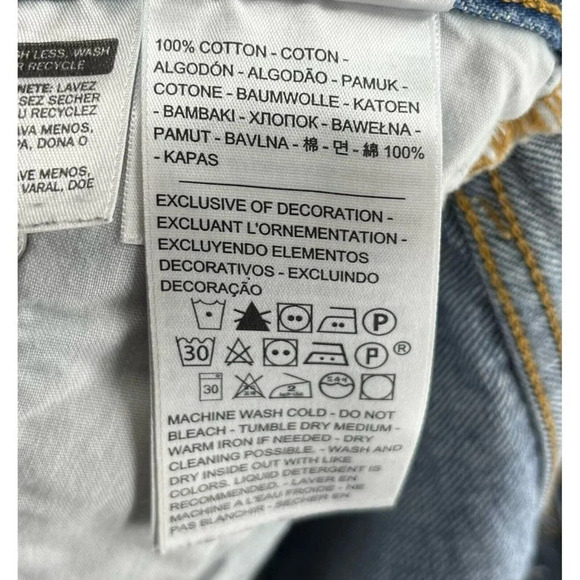 LESS, WASH
RECYCLE
LAVEZ
SEZ SECHER
U RECYCLEZ
AVA MENOS,
PA, DONA O
VE MENOS,
VARAL, DOE
100% COTTON - COTON -
ALGODÓN - ALGODÃO - PAMUK -
COTONE - BAUMWOLLE - KATOEN
- BAMBAKI - ХЛОПОК - BAWEŁNA -
PAMUT - BAVLNA - 棉 - 면 - 綿 100%
- KAPAS
EXCLUSIVE OF DECORATION -
EXCLUANT L'ORNEMENTATION -
EXCLUYENDO ELEMENTOS
DECORATIVOS - EXCLUINDO
DECORAÇÃO
P
30 P ®
30 2
MACHINE WASH COLD - DO NOT
BLEACH - TUMBLE DRY MEDIUM -
WARM IRON IF NEEDED - DRY
CLEANING POSSIBLE. - WASH AND
DRY INSIDE OUT WITH LIKE
COLORS. LIQUID DETERGENT IS
RECOMMENDED. - LAVER EN
MACHINE A L'EAU FROIDE - NE
PAS BLANCHIR - SECHER EN